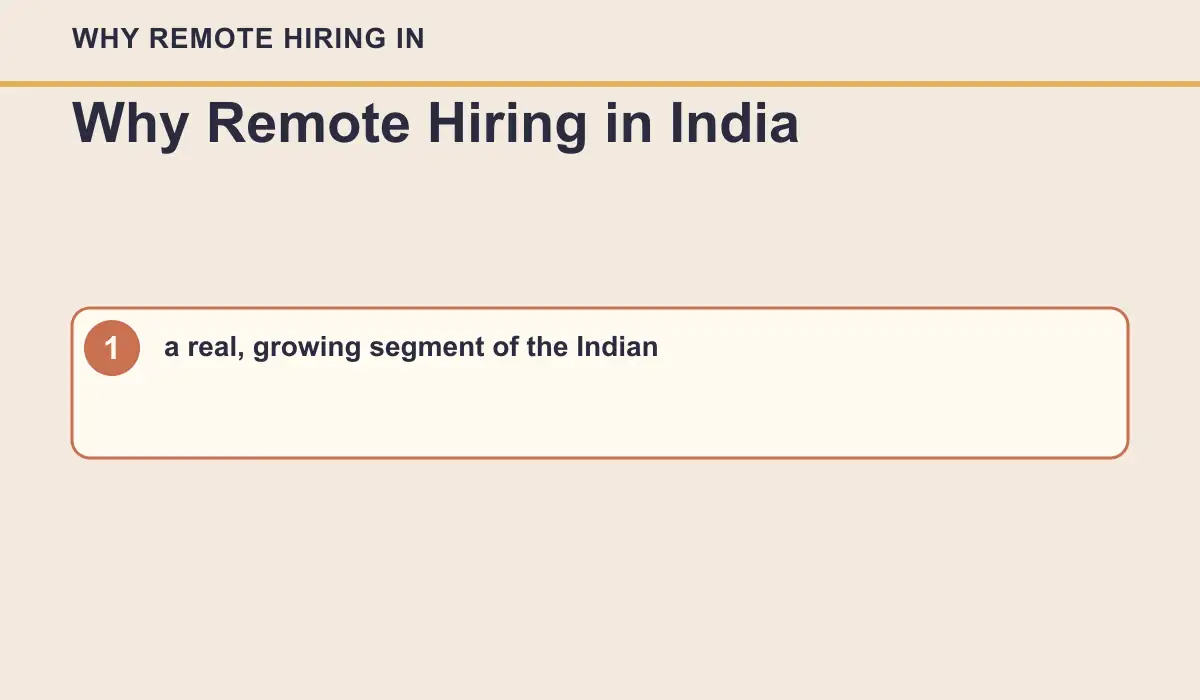 WHY REMOTE HIRING IN
Why Remote Hiring in India
1 a real, growing segment of the Indian